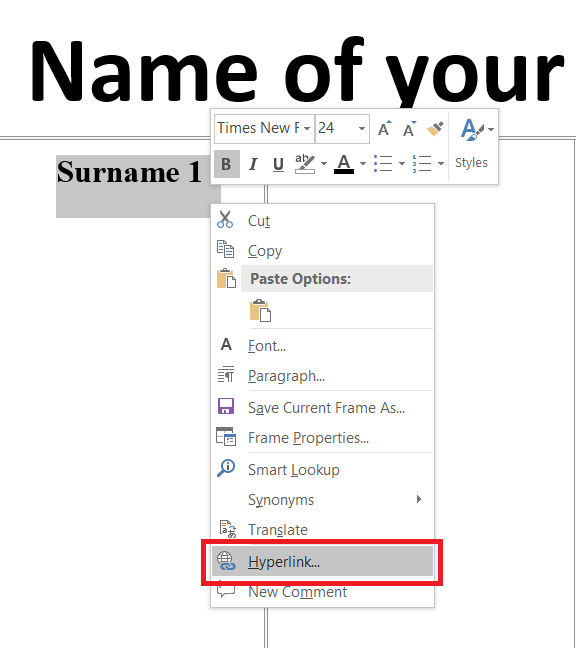 Name of your
Times New F 24 A A
Surname 1
B I U ab A Styles
Cut
Copy
Paste Options:
A Font...
Paragraph...
Save Current Frame As...
Frame Properties...
Smart Lookup
Synonyms
Translate
Hyperlink...
New Comment